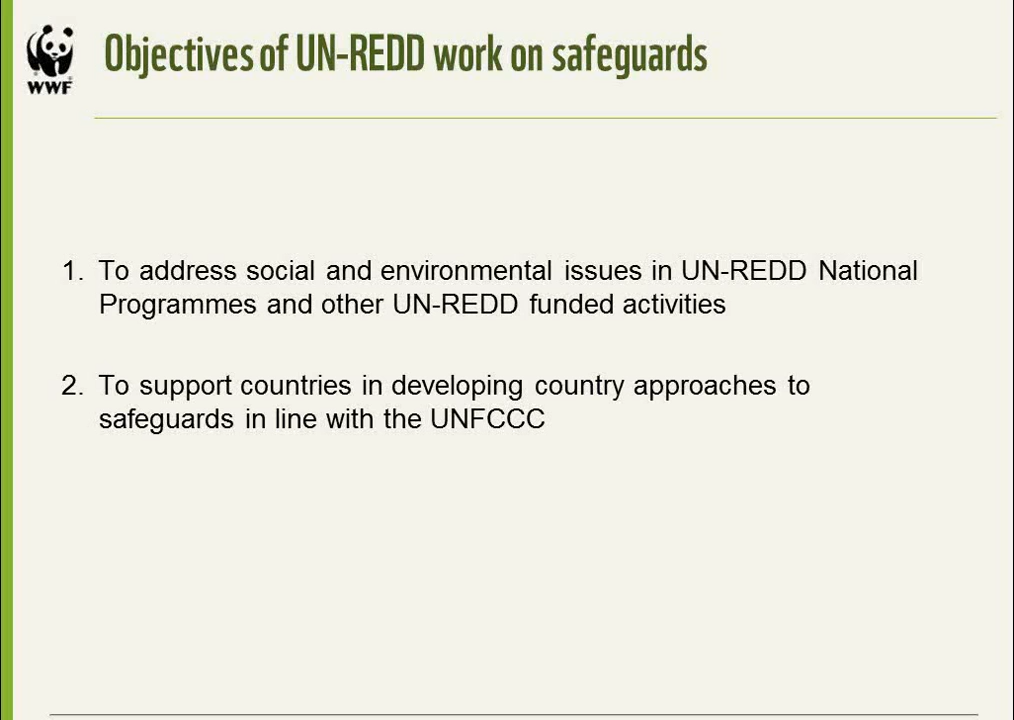 WWF
Objectives of UN-REDD work on safeguards
1. To address social and environmental issues in UN-REDD National
Programmes and other UN-REDD funded activities
2. To support countries in developing country approaches to
safeguards in line with the UNFCCC